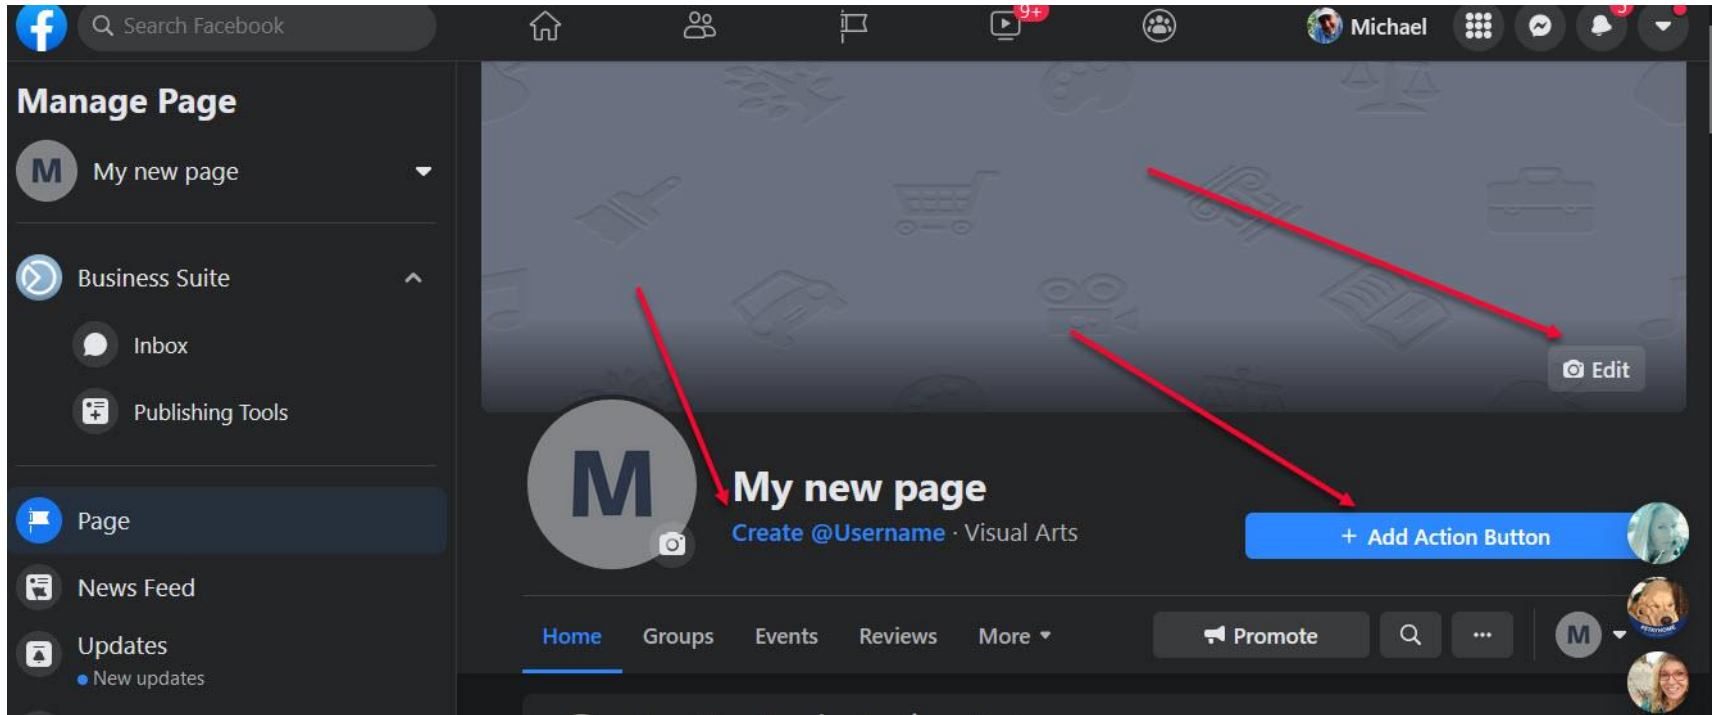 f
Search Facebook
9+
Michael
Manage Page
M My new page
Business Suite
Inbox
Publishing Tools
Page
News Feed
Updates
New updates
Edit
M
My new page
Create @Username · Visual Arts
+ Add Action Button
Home Groups Events Reviews More
Promote
M